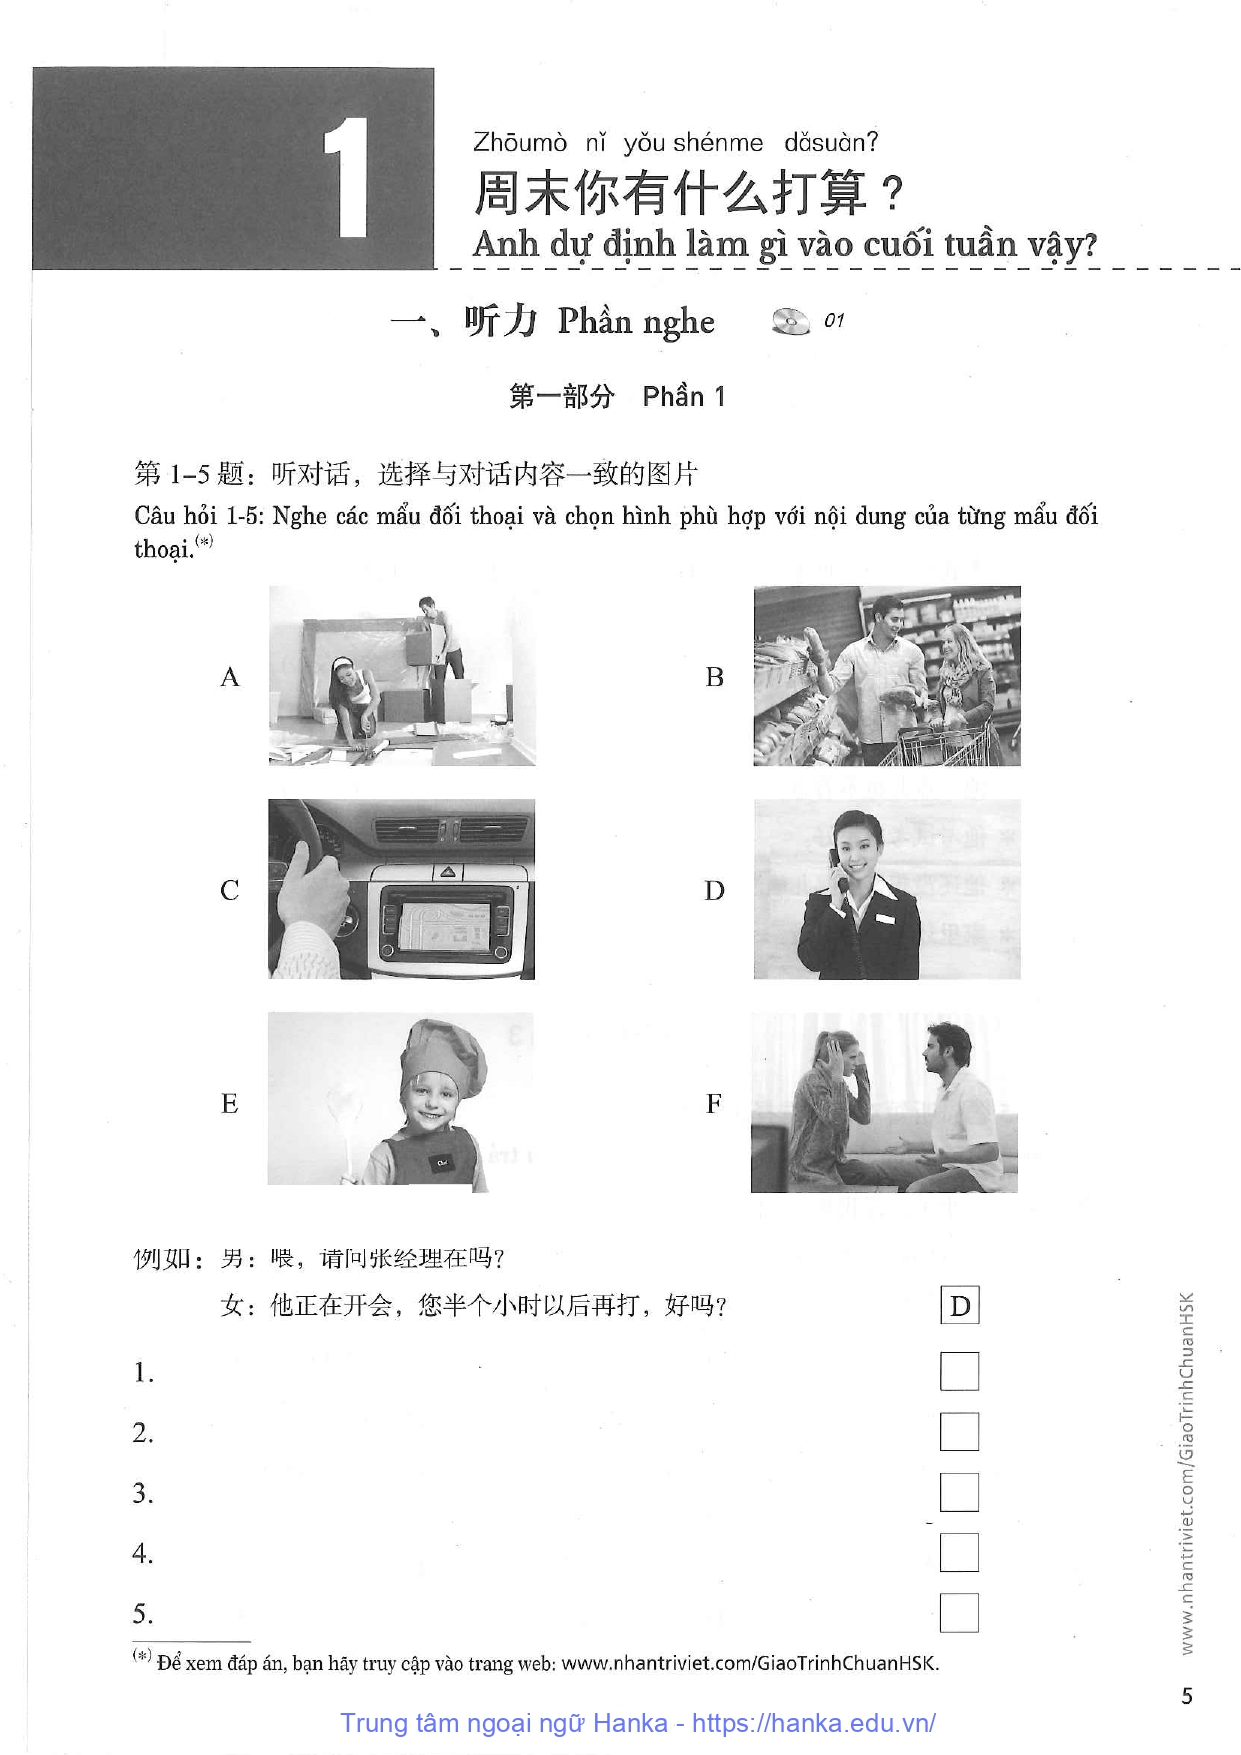 1
Zhōumò nǐ yǒu shénme dǎsuàn?
周末你有什么打算？
Anh dự định làm gì vào cuối tuần vậy?
一、听力 Phần nghe 01
第一部分 Phần 1
第 1–5 题：听对话，选择与对话内容一致的图片
Câu hỏi 1-5: Nghe các mẩu đối thoại và chọn hình phù hợp với nội dung của từng mẩu đối
thoại.(*)
A
B
C
D
E
F
例如：男：喂，请问张经理在吗？
女：他正在开会，您半个小时以后再打，好吗？ D
1.
2.
3.
4.
5.
(*) Để xem đáp án, bạn hãy truy cập vào trang web: www.nhantriviet.com/GiaoTrinhChuanHSK.
www.nhantriviet.com/GiaoTrinhChuanHSK
5
Trung tâm ngoại ngữ Hanka - https://hanka.edu.vn/